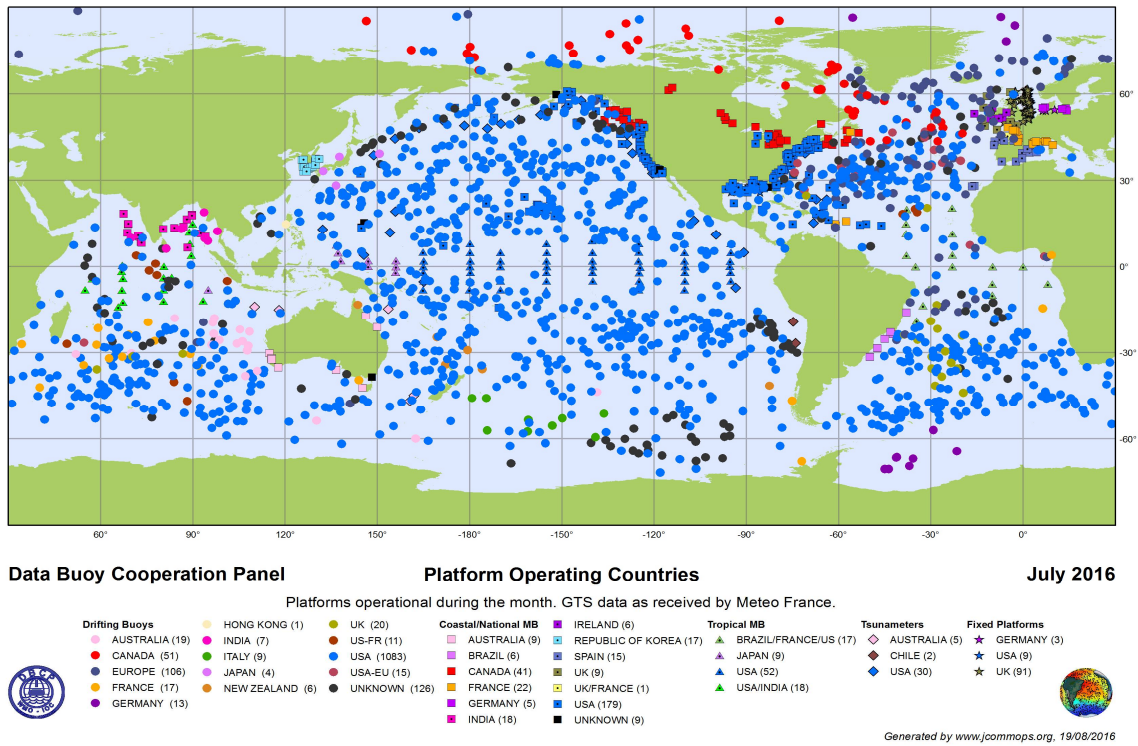 60°
30°
0°
-30°
-60°
60° 90° 120° 150° -180° -150° -120° -90° -60° -30° 0°
Data Buoy Cooperation Panel Platform Operating Countries July 2016
Platforms operational during the month. GTS data as received by Meteo France.
Drifting Buoys
AUSTRALIA (19)
CANADA (51)
EUROPE (106)
FRANCE (17)
GERMANY (13)
HONG KONG (1)
INDIA (7)
ITALY (9)
JAPAN (4)
NEW ZEALAND (6)
UK (20)
US-FR (11)
USA (1083)
USA-EU (15)
UNKNOWN (126)
Coastal/National MB
AUSTRALIA (9)
BRAZIL (6)
CANADA (41)
FRANCE (22)
GERMANY (5)
INDIA (18)
IRELAND (6)
REPUBLIC OF KOREA (17)
SPAIN (15)
UK (9)
UK/FRANCE (1)
USA (179)
UNKNOWN (9)
Tropical MB
BRAZIL/FRANCE/US (17)
JAPAN (9)
USA (52)
USA/INDIA (18)
Tsunameters
AUSTRALIA (5)
CHILE (2)
USA (30)
Fixed Platforms
GERMANY (3)
USA (9)
UK (91)
DBCP
WMO-IOC
Generated by www.jcommops.org, 19/08/2016